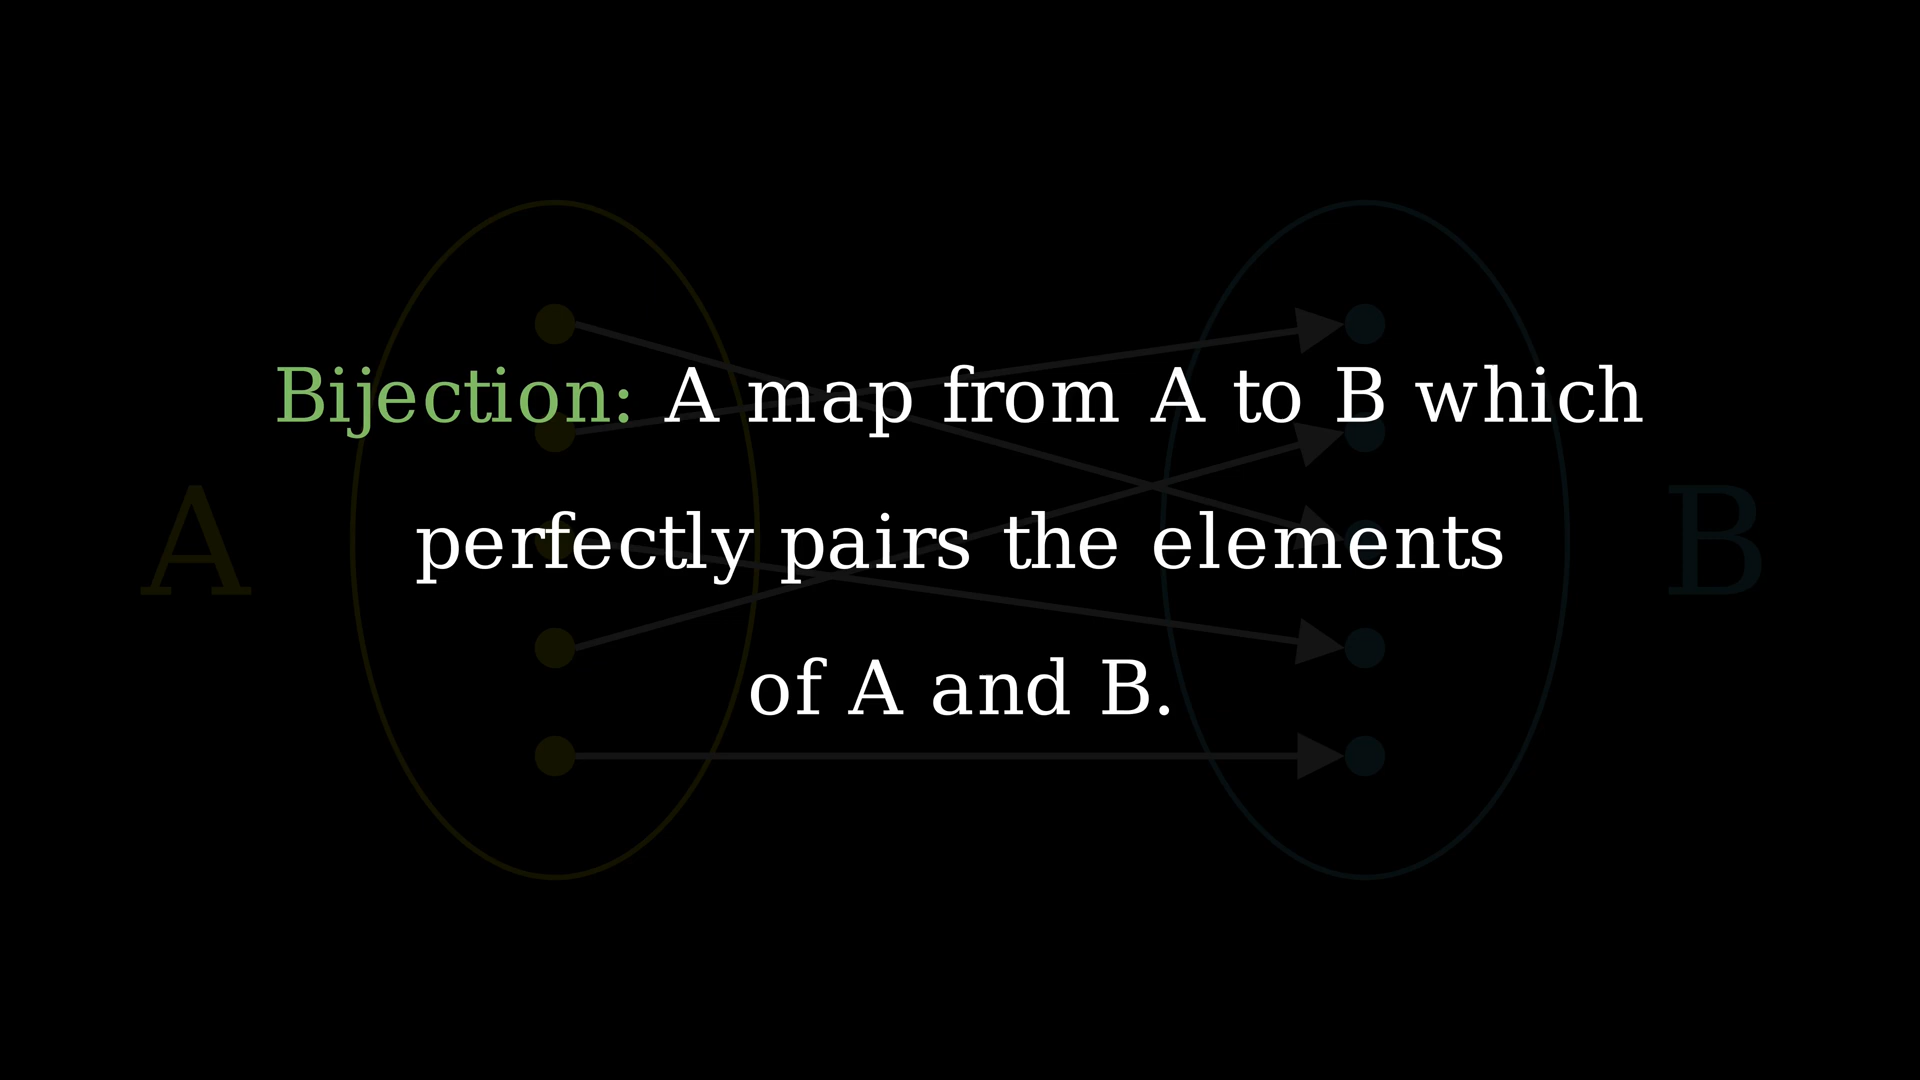 Bijection: A map from A to B which
perfectly pairs the elements
of A and B.
A
B